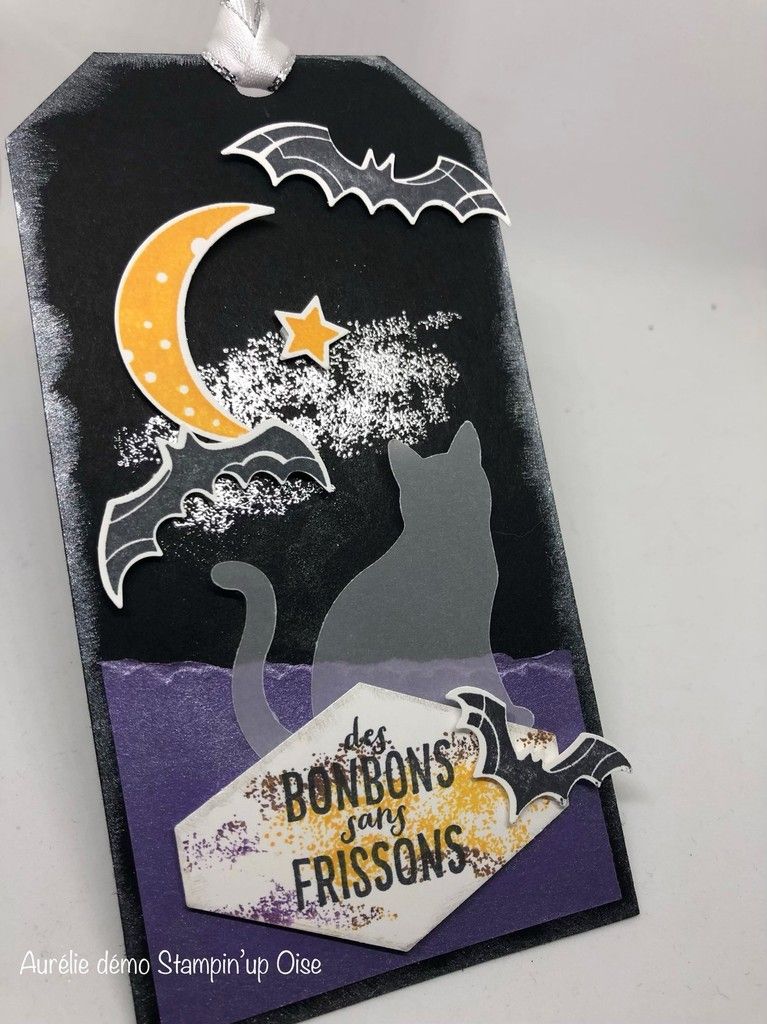 des
BONBONS
sans
FRISSONS
Aurélie démo Stampin'up Oise